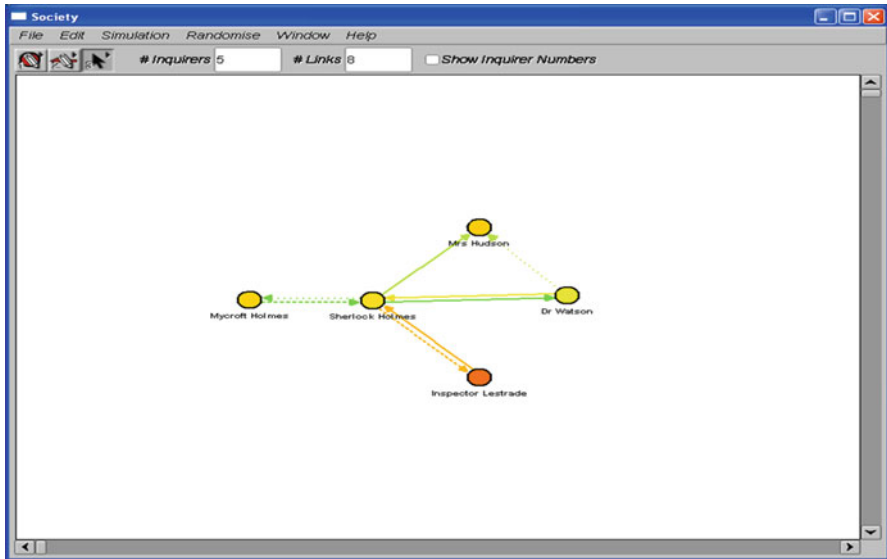 Society
File Edit Simulation Randomise Window Help
# Inquirers 5 # Links 8 Show Inquirer Numbers
Mrs Hudson
Mycroft Holmes Sherlock Holmes Dr Watson
Inspector Lestrade